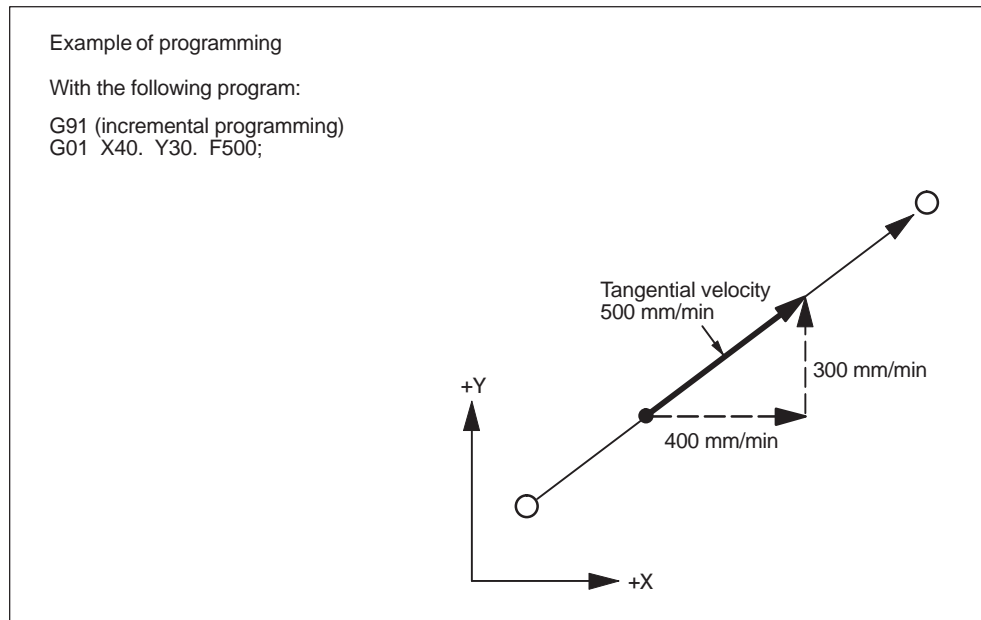 Example of programming
With the following program:
G91 (incremental programming)
G01 X40. Y30. F500;
Tangential velocity
500 mm/min
300 mm/min
+Y
400 mm/min
+X